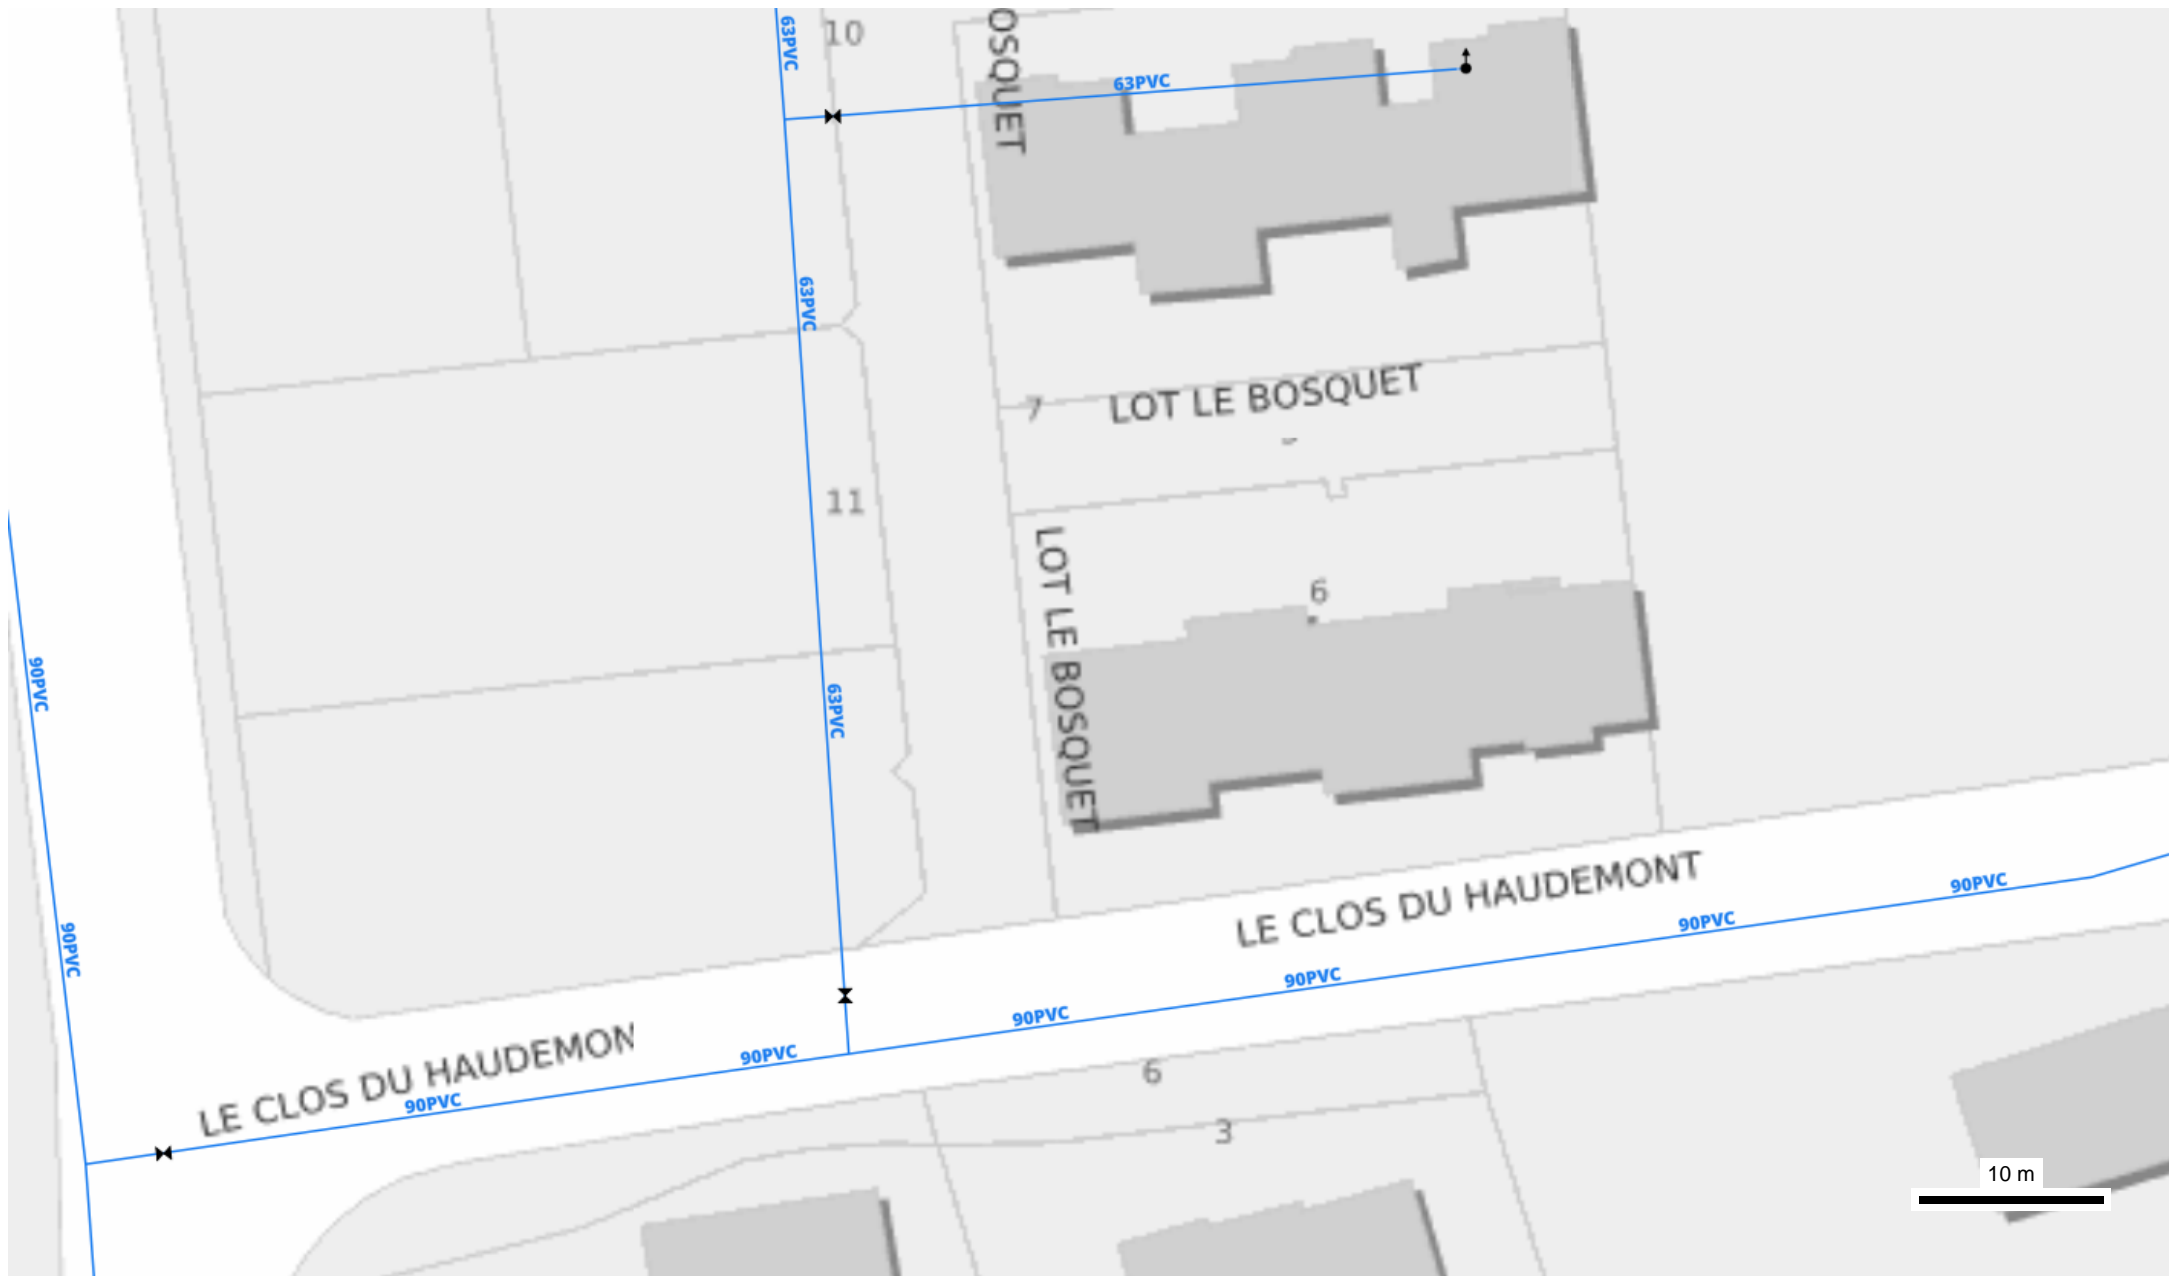 63PVC
10
OSQUET
63PVC
63PVC
7
LOT LE BOSQUET
11
LOT LE BOSQUET
6
90PVC
63PVC
LE CLOS DU HAUDEMONT
90PVC
90PVC
90PVC
90PVC
90PVC
LE CLOS DU HAUDEMON
90PVC
90PVC
6
3
10 m